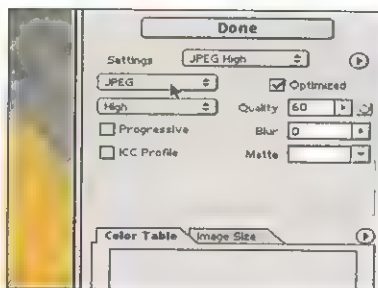 Done
Settings JPEG High
JPEG Optimized
High Quality 60
Progressive Blur 0
ICC Profile Matte
Color Table Image Size